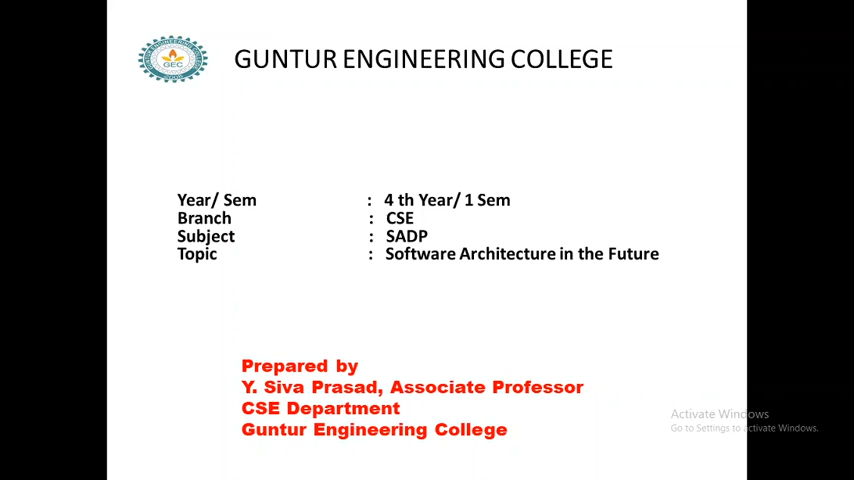 GUNTUR ENGINEERING COLLEGE
GEC
Year/ Sem : 4 th Year/ 1 Sem
Branch : CSE
Subject : SADP
Topic : Software Architecture in the Future
Prepared by
Y. Siva Prasad, Associate Professor
CSE Department
Guntur Engineering College
Activate Windows
Go to Settings to activate Windows.